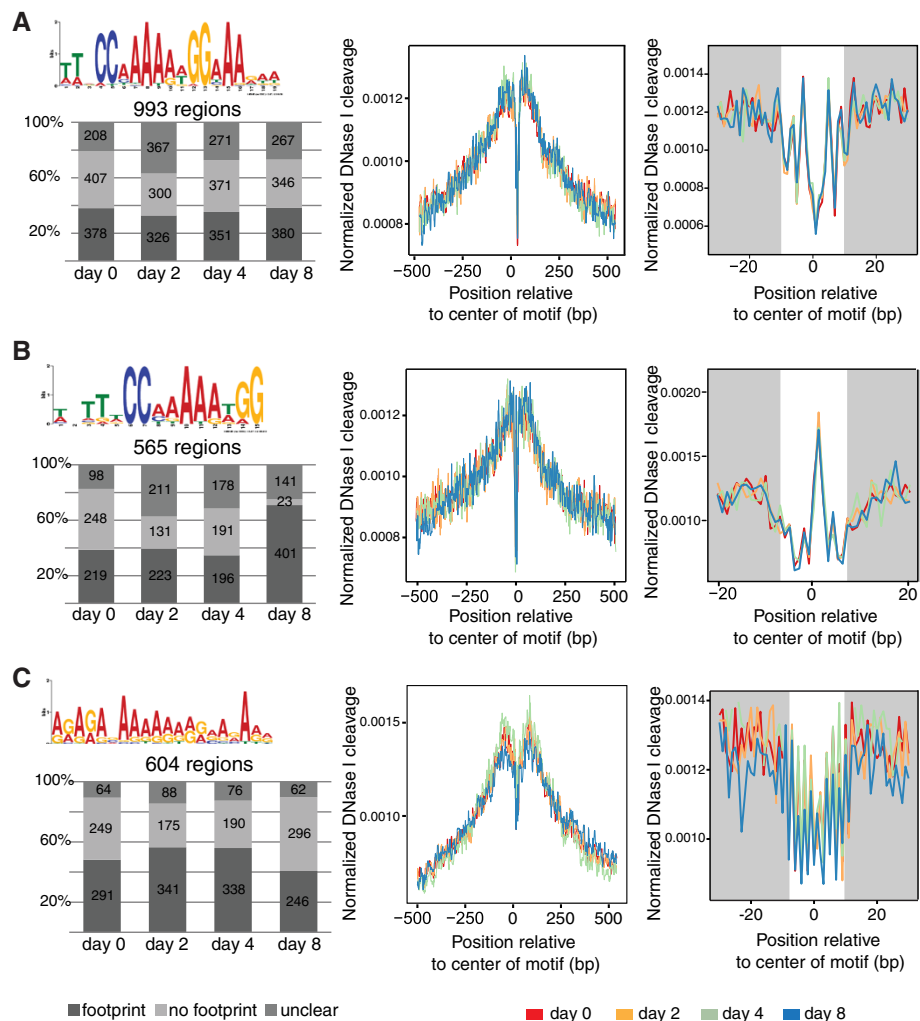 A
993 regions
100%
60%
20%
208 367 271 267
407 300 371 346
378 326 351 380
day 0 day 2 day 4 day 8
Normalized DNase I cleavage
0.0012
0.0010
0.0008
−500 −250 0 250 500
Position relative
to center of motif (bp)
Normalized DNase I cleavage
0.0014
0.0012
0.0010
0.0008
0.0006
−20 0 20
Position relative
to center of motif (bp)
B
565 regions
100%
60%
20%
98 211 178 141
248 131 191 23
219 223 196 401
day 0 day 2 day 4 day 8
Normalized DNase I cleavage
0.0012
0.0010
0.0008
−500 −250 0 250 500
Position relative
to center of motif (bp)
Normalized DNase I cleavage
0.0020
0.0015
0.0010
−20 0 20
Position relative
to center of motif (bp)
C
604 regions
100%
60%
20%
64 88 76 62
249 175 190 296
291 341 338 246
day 0 day 2 day 4 day 8
Normalized DNase I cleavage
0.0015
0.0010
−500 −250 0 250 500
Position relative
to center of motif (bp)
Normalized DNase I cleavage
0.0014
0.0012
0.0010
−20 0 20
Position relative
to center of motif (bp)
footprint no footprint unclear
day 0 day 2 day 4 day 8